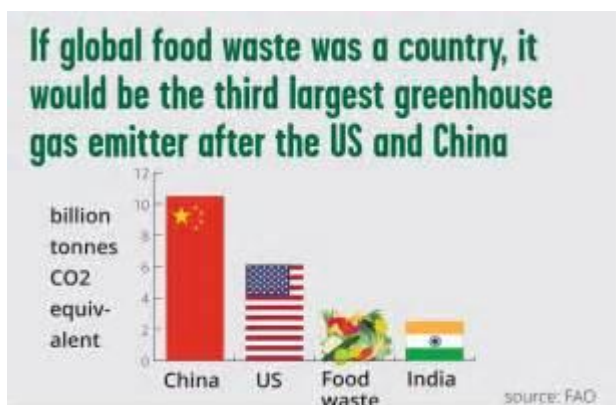 If global food waste was a country, it
would be the third largest greenhouse
gas emitter after the US and China
billion
tonnes
CO2
equiv-
alent
12
10
8
6
4
2
0
China
US
Food
waste
India
source: FAO